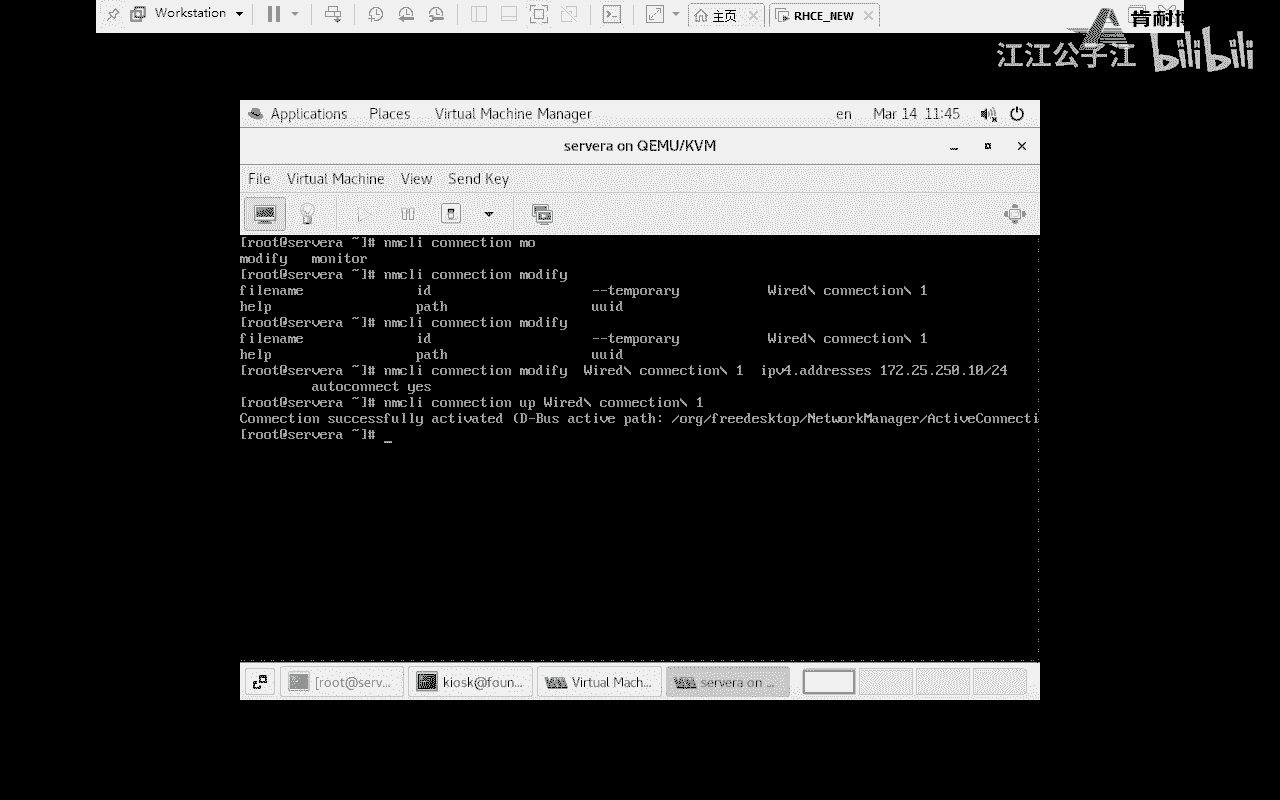 Workstation
主页
RHCE_NEW
肯耐博
江江公子江 bilibili
Applications Places Virtual Machine Manager en Mar 14 11:45
servera on QEMU/KVM
File Virtual Machine View Send Key
[root@servera ~]# nmcli connection mo
modify monitor
[root@servera ~]# nmcli connection modify
filename id --temporary Wired\ connection\ 1
help path uuid
[root@servera ~]# nmcli connection modify
filename id --temporary Wired\ connection\ 1
help path uuid
[root@servera ~]# nmcli connection modify Wired\ connection\ 1 ipv4.addresses 172.25.250.10/24
autoconnect yes
[root@servera ~]# nmcli connection up Wired\ connection\ 1
Connection successfully activated (D-Bus active path: /org/freedesktop/NetworkManager/ActiveConnecti
[root@servera ~]# _
[root@serv... kiosk@foun... Virtual Mach... servera on ...